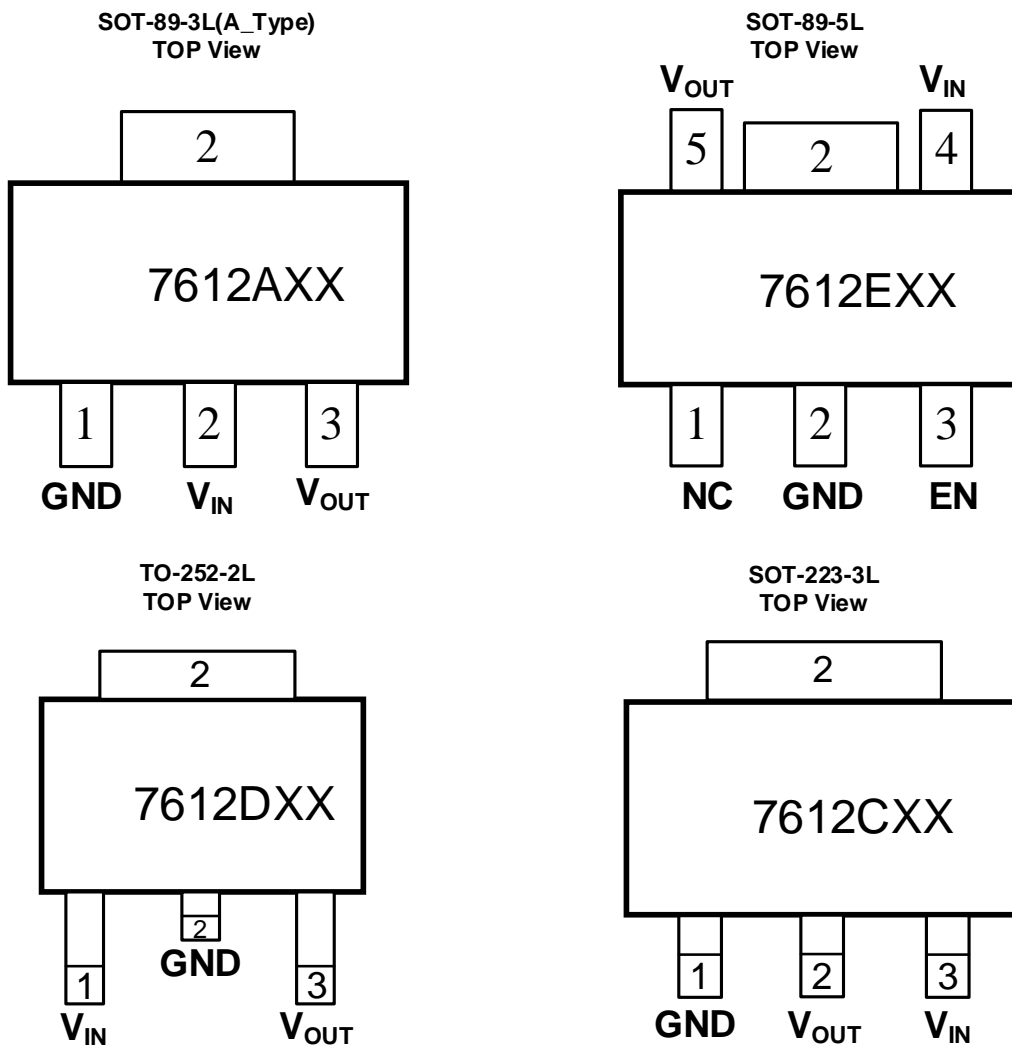 SOT-89-3L(A_Type)
TOP View
2
7612AXX
1 2 3
GND VIN VOUT
SOT-89-5L
TOP View
VOUT VIN
5 2 4
7612EXX
1 2 3
NC GND EN
TO-252-2L
TOP View
2
7612DXX
2
GND
1 3
VIN VOUT
SOT-223-3L
TOP View
2
7612CXX
1 2 3
GND VOUT VIN